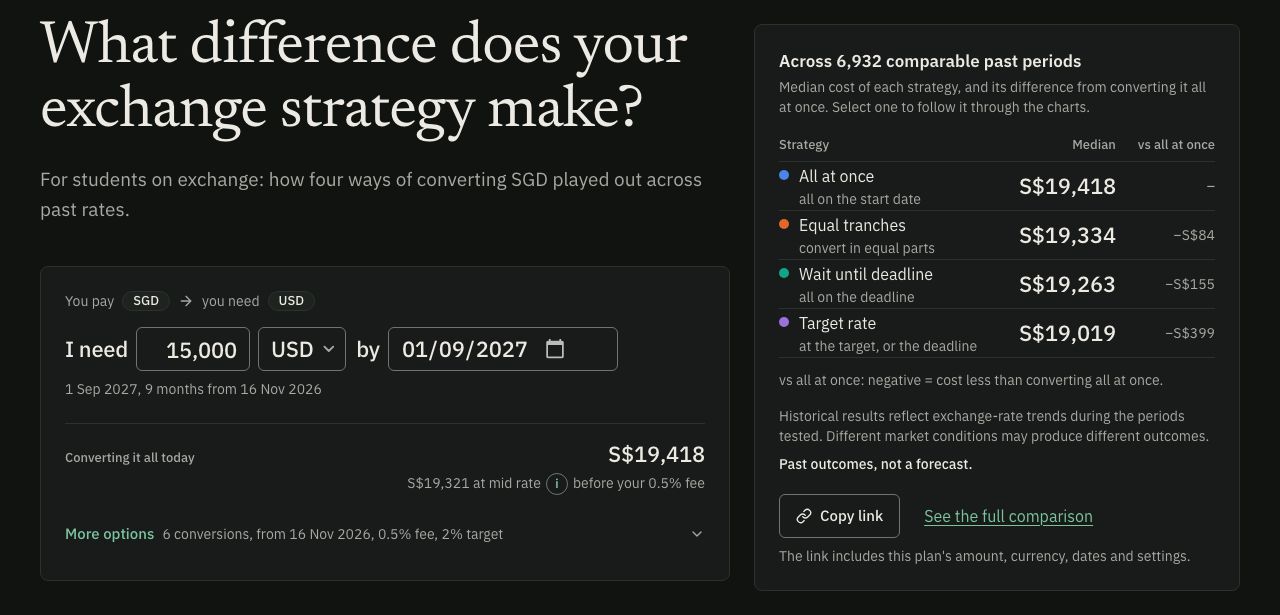 What difference does your
exchange strategy make?
For students on exchange: how four ways of converting SGD played out across
past rates.
You pay SGD → you need USD
I need 15,000 USD by 01/09/2027
1 Sep 2027, 9 months from 16 Nov 2026
Converting it all today S$19,418
S$19,321 at mid rate i before your 0.5% fee
More options 6 conversions, from 16 Nov 2026, 0.5% fee, 2% target
Across 6,932 comparable past periods
Median cost of each strategy, and its difference from converting it all
at once. Select one to follow it through the charts.
Strategy Median vs all at once
All at once S$19,418 –
all on the start date
Equal tranches S$19,334 −S$84
convert in equal parts
Wait until deadline S$19,263 −S$155
all on the deadline
Target rate S$19,019 −S$399
at the target, or the deadline
vs all at once: negative = cost less than converting all at once.
Historical results reflect exchange-rate trends during the periods
tested. Different market conditions may produce different outcomes.
Past outcomes, not a forecast.
Copy link See the full comparison
The link includes this plan's amount, currency, dates and settings.